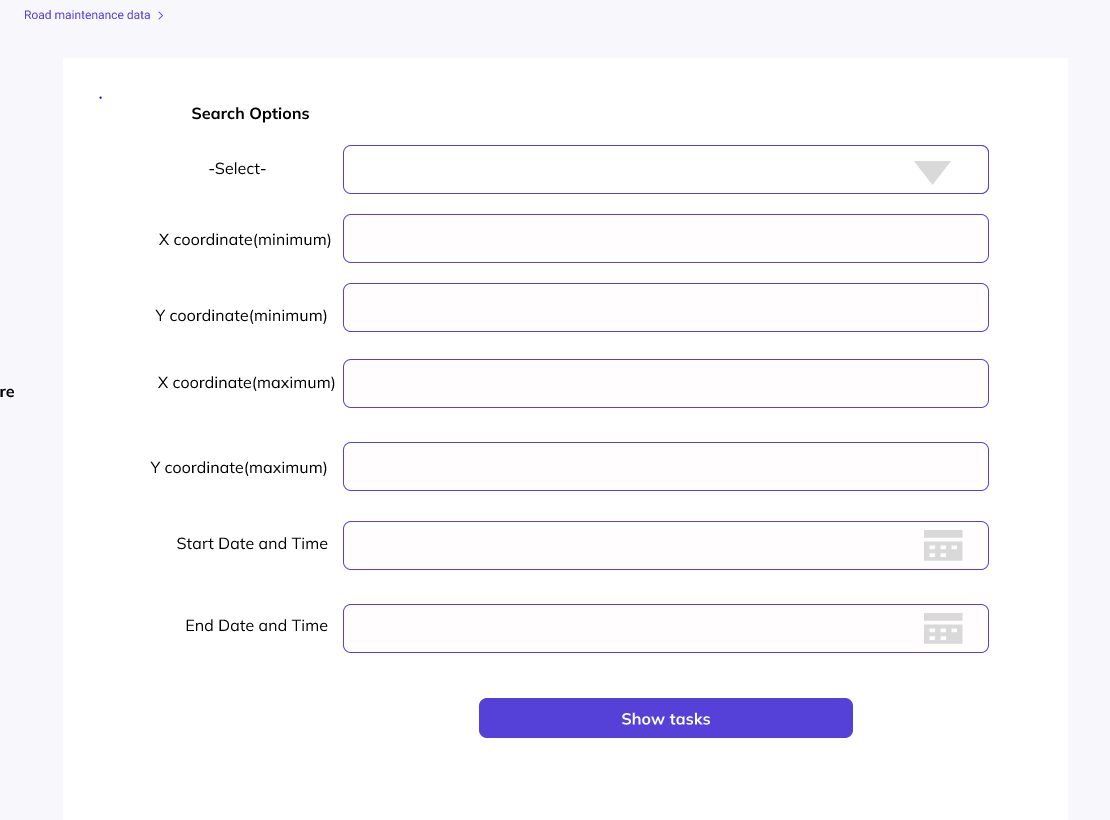 Road maintenance data >
Search Options
-Select-
X coordinate(minimum)
Y coordinate(minimum)
X coordinate(maximum)
re
Y coordinate(maximum)
Start Date and Time
End Date and Time
Show tasks